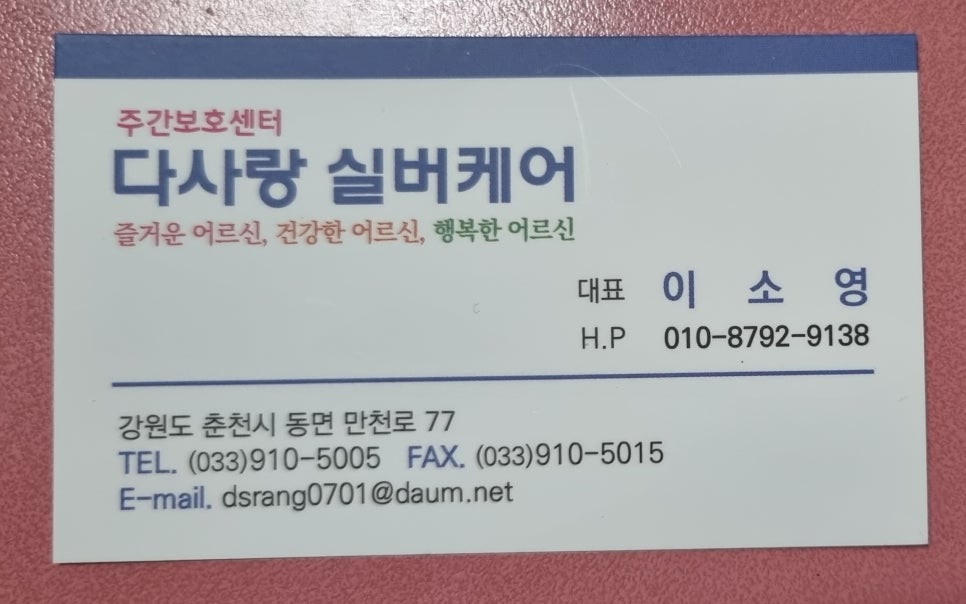 주간보호센터
다사랑 실버케어
즐거운 어르신, 건강한 어르신, 행복한 어르신
대표 이 소 영
H.P 010-8792-9138
강원도 춘천시 동면 만천로 77
TEL. (033)910-5005 FAX. (033)910-5015
E-mail. dsrang0701@daum.net